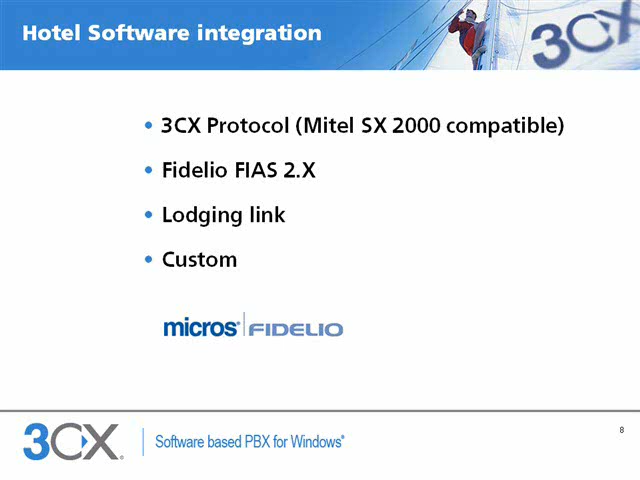 Hotel Software integration
3CX
• 3CX Protocol (Mitel SX 2000 compatible)
• Fidelio FIAS 2.X
• Lodging link
• Custom
micros® FIDELIO
8
3CX®
Software based PBX for Windows®